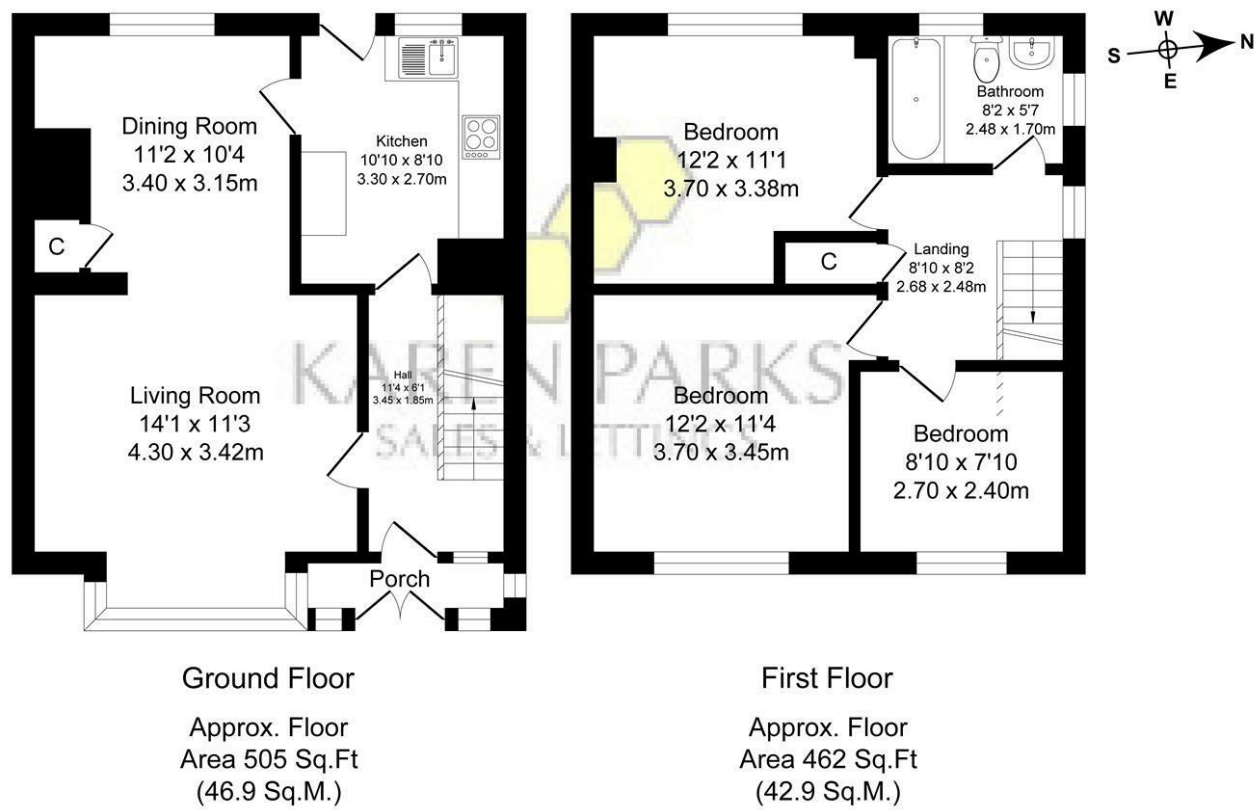 Dining Room
11'2 x 10'4
3.40 x 3.15m
Kitchen
10'10 x 8'10
3.30 x 2.70m
C
Living Room
14'1 x 11'3
4.30 x 3.42m
Hall
11'4 x 6'1
3.45 x 1.85m
Porch
Bedroom
12'2 x 11'1
3.70 x 3.38m
Bathroom
8'2 x 5'7
2.48 x 1.70m
C
Landing
8'10 x 8'2
2.68 x 2.48m
Bedroom
12'2 x 11'4
3.70 x 3.45m
Bedroom
8'10 x 7'10
2.70 x 2.40m
W
S
N
E
KAREN PARKS
SALES & LETTINGS
Ground Floor
Approx. Floor
Area 505 Sq.Ft
(46.9 Sq.M.)
First Floor
Approx. Floor
Area 462 Sq.Ft
(42.9 Sq.M.)